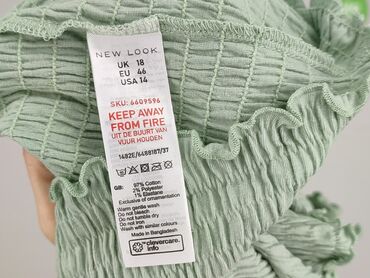 NEW LOOK
UK 18
EU 46
USA 14
SKU: 6609596
KEEP AWAY
FROM FIRE
UIT DE BUURT VAN
VUUR HOUDEN
GB: 97% Cotton
2% Polyester
1% Elastane
Exclusive of ornamentation
Warm gentle wash
Do not bleach
Do not tumble dry
Do not iron
Wash with similar colours
Made in Bangladesh
clevercare.
info